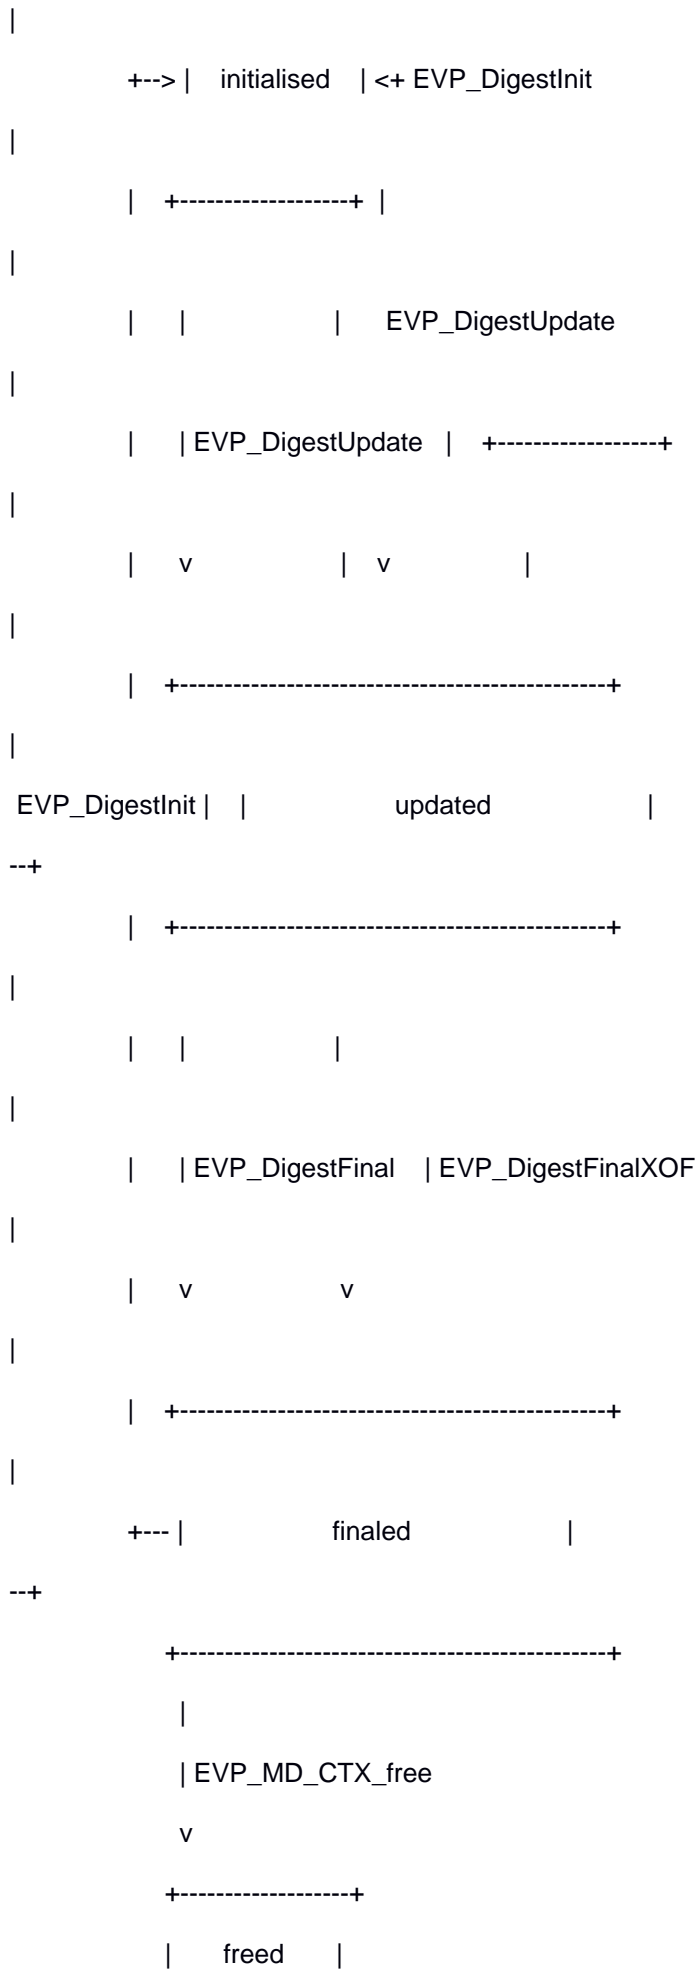 |
+--> | initialised | <+ EVP_DigestInit
|
| +-------------------+ |
|
| | | EVP_DigestUpdate
|
| | EVP_DigestUpdate | +------------------+
|
| v | v |
|
| +------------------------------------------------+
|
EVP_DigestInit | | updated |
--+
| +------------------------------------------------+
|
| | |
|
| | EVP_DigestFinal | EVP_DigestFinalXOF
|
| v v
|
| +------------------------------------------------+
|
+--- | finaled |
--+
+------------------------------------------------+
|
| EVP_MD_CTX_free
v
+-------------------+
| freed |